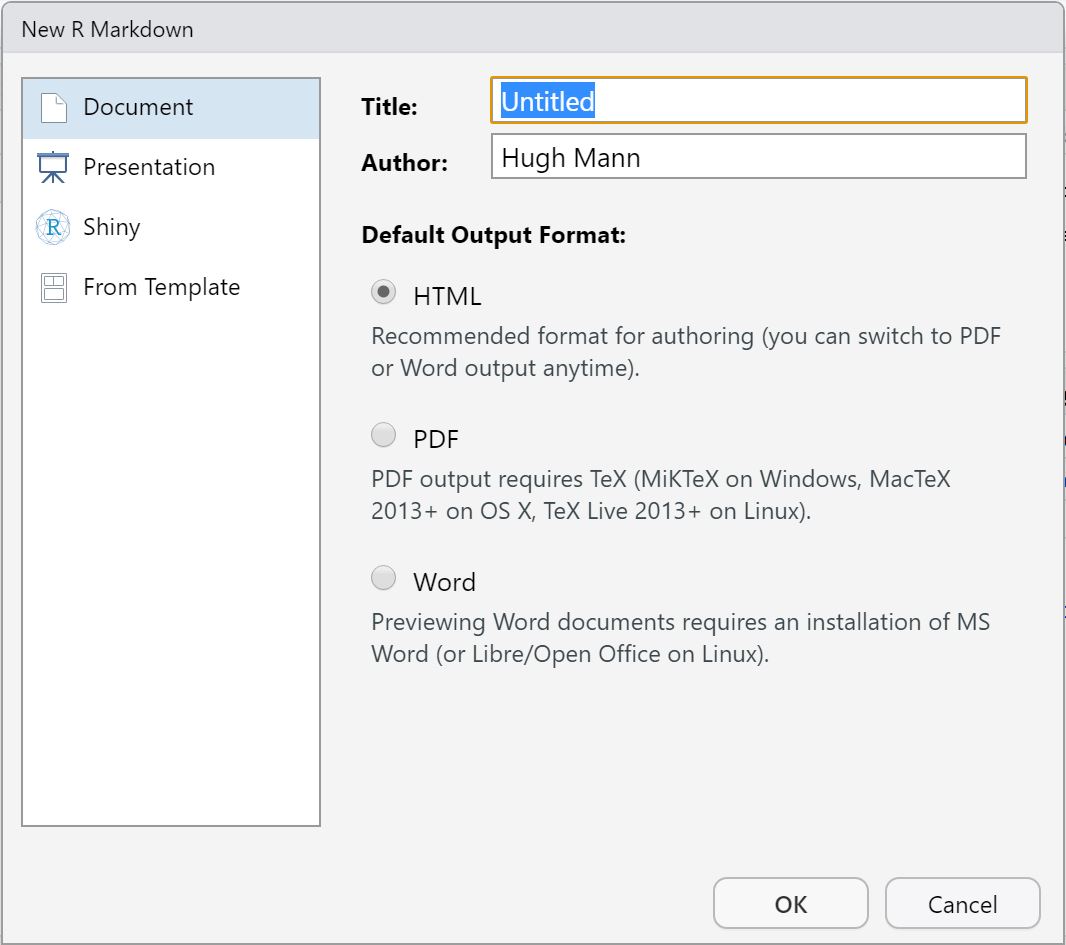 New R Markdown
Document
Presentation
R Shiny
From Template
Title: Untitled
Author: Hugh Mann
Default Output Format:
HTML
Recommended format for authoring (you can switch to PDF
or Word output anytime).
PDF
PDF output requires TeX (MiKTeX on Windows, MacTeX
2013+ on OS X, TeX Live 2013+ on Linux).
Word
Previewing Word documents requires an installation of MS
Word (or Libre/Open Office on Linux).
OK Cancel